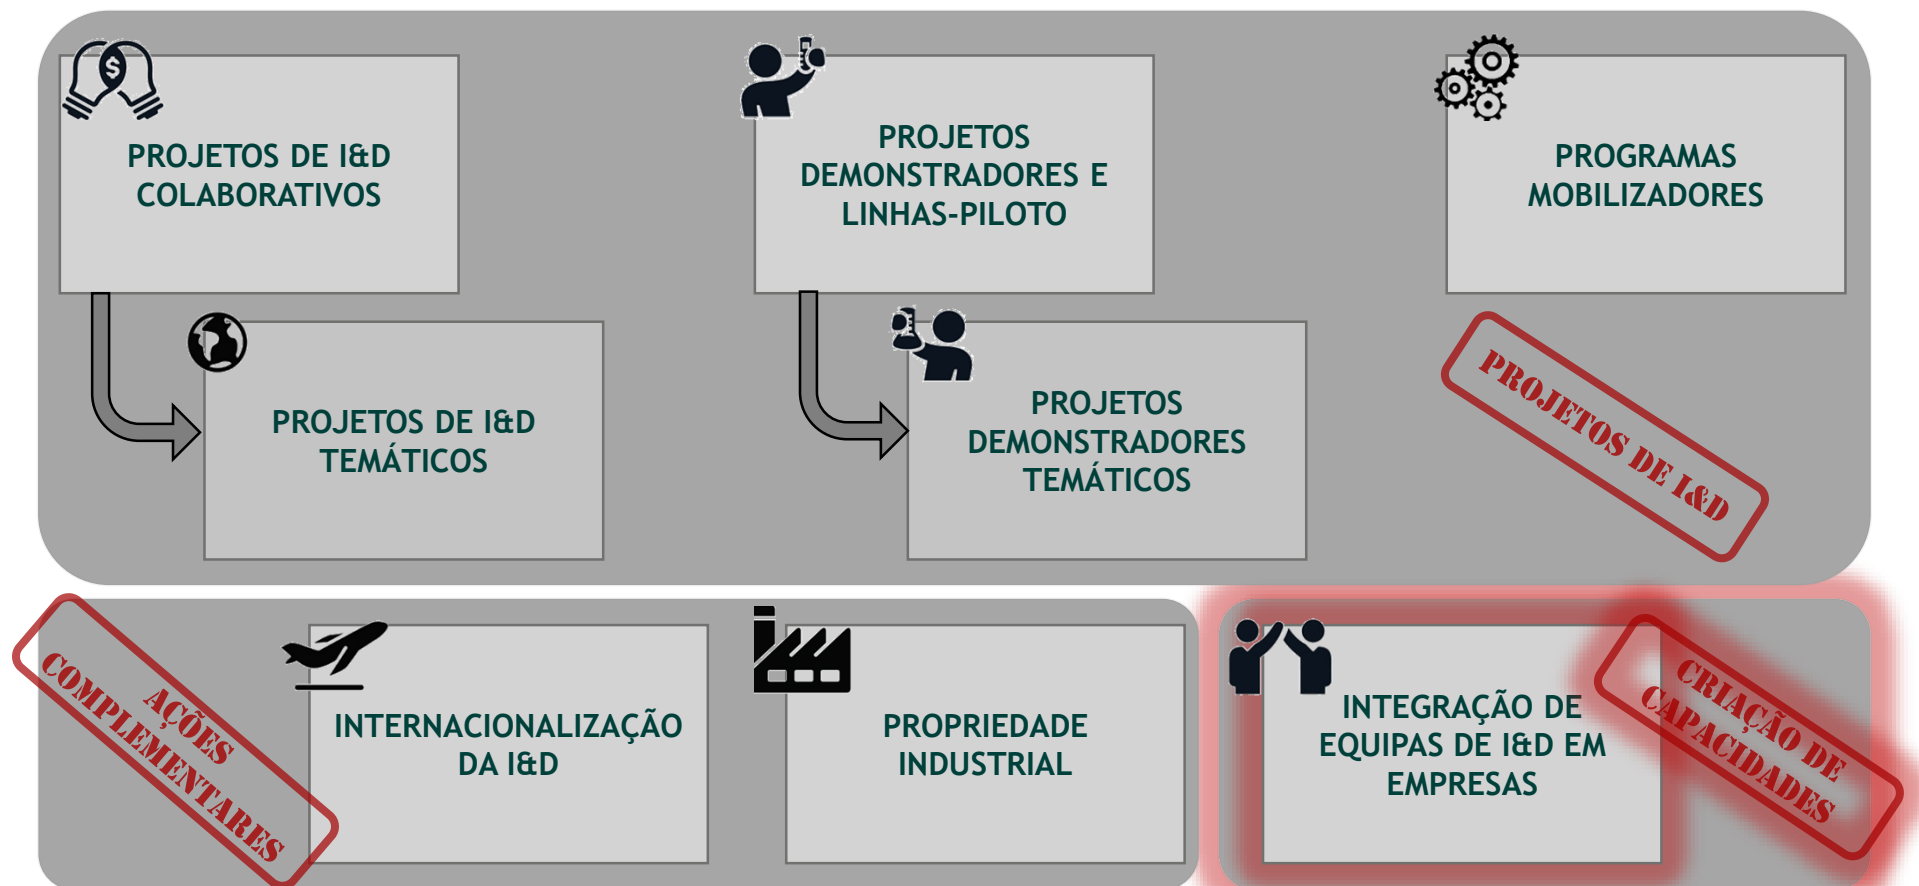 $
PROJETOS DE I&D
COLABORATIVOS
PROJETOS
DEMONSTRADORES E
LINHAS-PILOTO
PROGRAMAS
MOBILIZADORES
PROJETOS DE I&D
TEMÁTICOS
PROJETOS
DEMONSTRADORES
TEMÁTICOS
PROJETOS DE I&D
AÇÕES
COMPLEMENTARES
INTERNACIONALIZAÇÃO
DA I&D
PROPRIEDADE
INDUSTRIAL
INTEGRAÇÃO DE
EQUIPAS DE I&D EM
EMPRESAS
CRIAÇÃO DE
CAPACIDADES